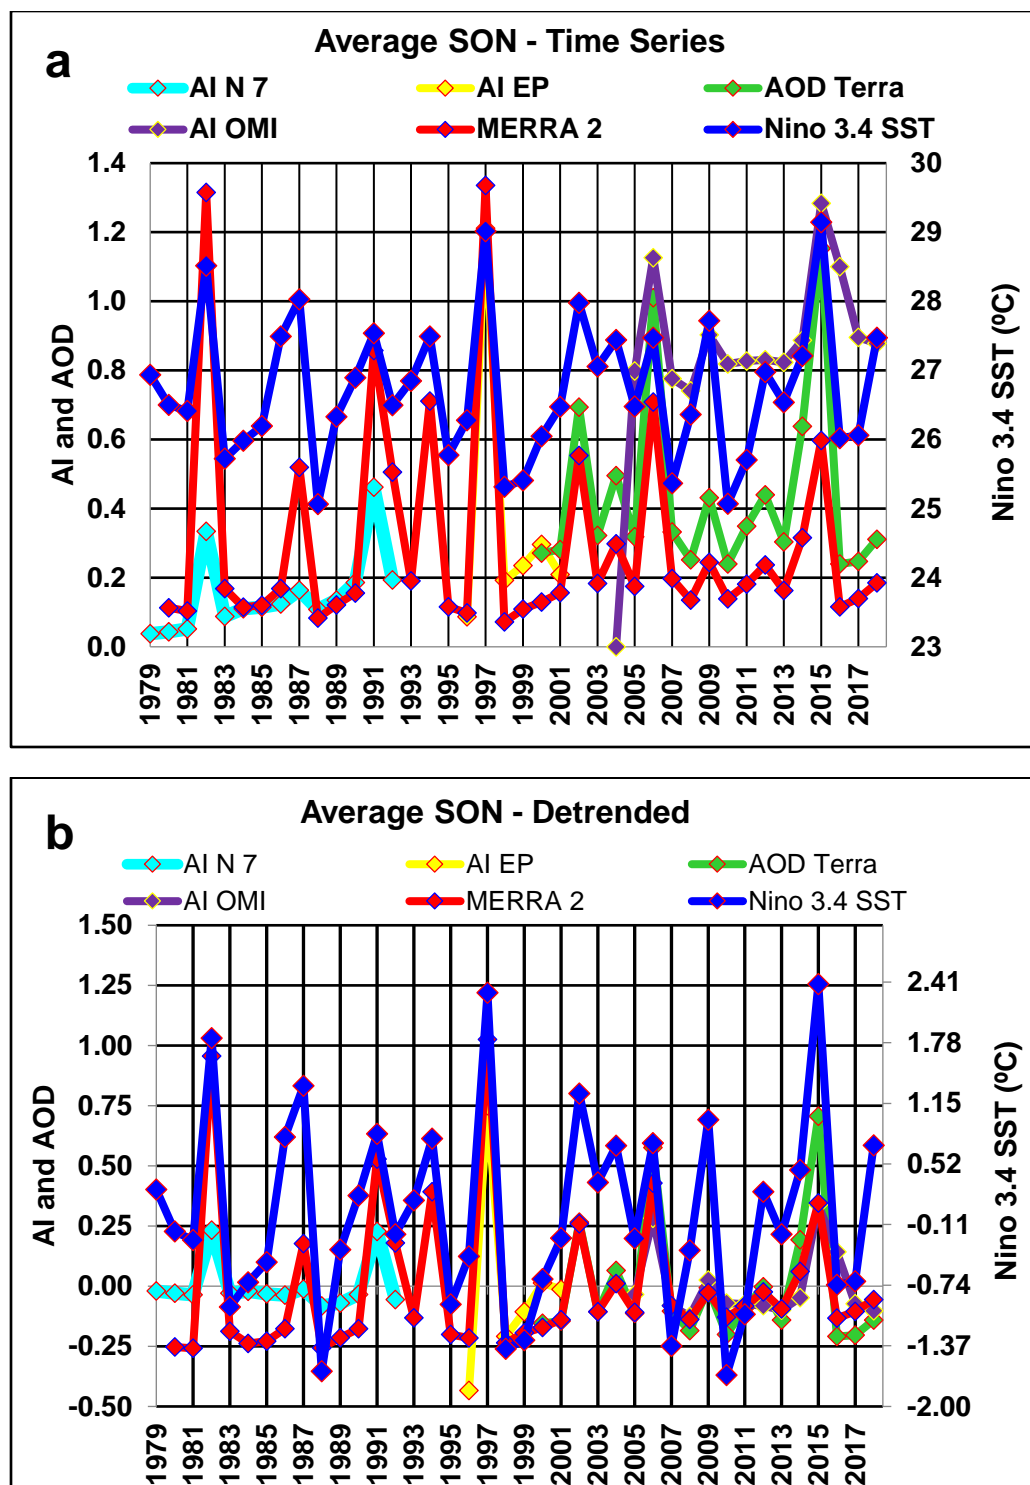 a
Average SON - Time Series
AI N 7 AI EP AOD Terra
AI OMI MERRA 2 Nino 3.4 SST
1.4 30
1.2 29
1.0 28
0.8 27
0.6 26
0.4 25
0.2 24
0.0 23
AI and AOD
Nino 3.4 SST (ºC)
1979 1981 1983 1985 1987 1989 1991 1993 1995 1997 1999 2001 2003 2005 2007 2009 2011 2013 2015 2017
b
Average SON - Detrended
AI N 7 AI EP AOD Terra
AI OMI MERRA 2 Nino 3.4 SST
1.50
1.25 2.41
1.00 1.78
0.75 1.15
0.50 0.52
0.25 -0.11
0.00 -0.74
-0.25 -1.37
-0.50 -2.00
AI and AOD
Nino 3.4 SST (ºC)
1979 1981 1983 1985 1987 1989 1991 1993 1995 1997 1999 2001 2003 2005 2007 2009 2011 2013 2015 2017